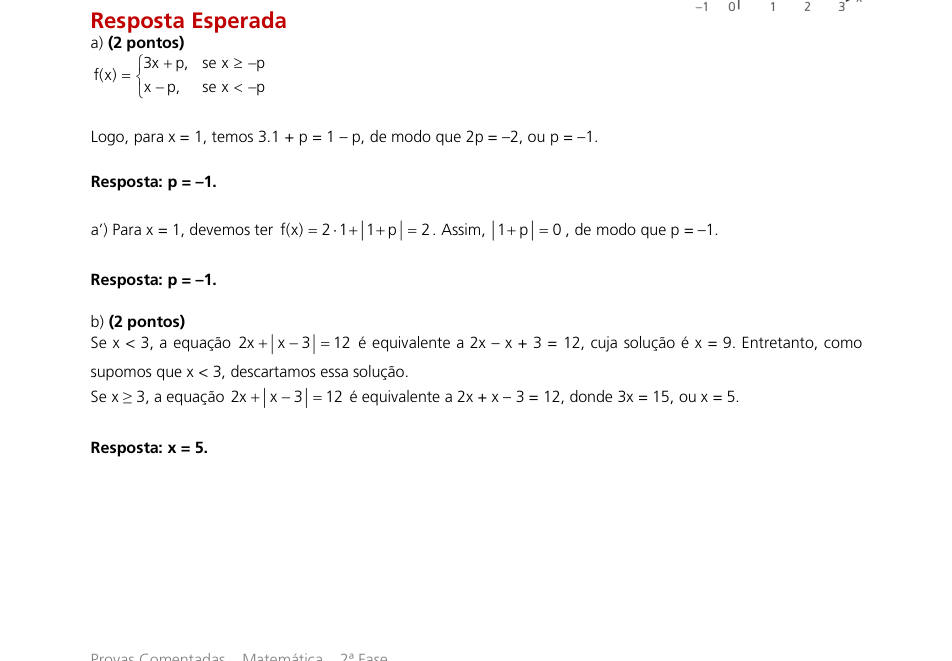 –1 0 1 2 3
Resposta Esperada
a) (2 pontos)
f(x) = {3x + p, se x ≥ –p
x – p, se x < –p
Logo, para x = 1, temos 3.1 + p = 1 – p, de modo que 2p = –2, ou p = –1.
Resposta: p = –1.
a’) Para x = 1, devemos ter f(x) = 2 · 1+|1+p| = 2. Assim, |1+p| = 0 , de modo que p = –1.
Resposta: p = –1.
b) (2 pontos)
Se x < 3, a equação 2x + |x – 3| = 12 é equivalente a 2x – x + 3 = 12, cuja solução é x = 9. Entretanto, como
supomos que x < 3, descartamos essa solução.
Se x ≥ 3, a equação 2x + |x – 3| = 12 é equivalente a 2x + x – 3 = 12, donde 3x = 15, ou x = 5.
Resposta: x = 5.
Provas Comentadas Matemática 2ª Fase